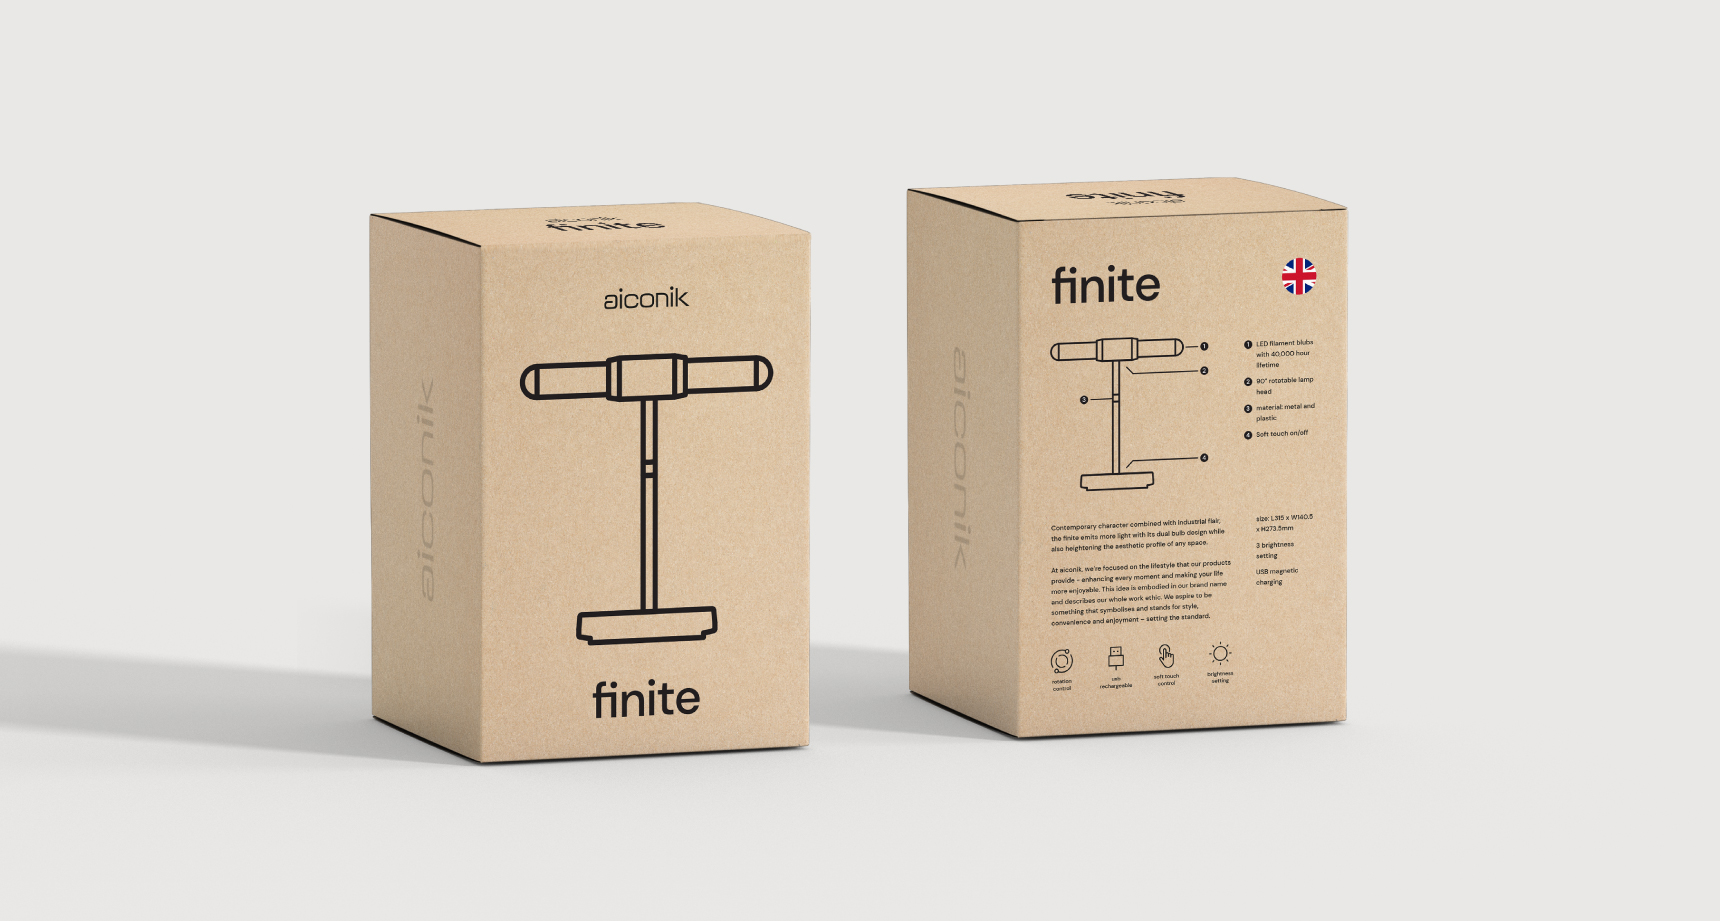 aiconik
finite
aiconik
finite
aiconik
finite
aiconik
aiconik
finite
1
2
3
4
1 LED filament blubs
with 40.000 hour
lifetime
2 90° rotatable lamp
head
3 material: metal and
plastic
4 Soft touch on/off
Contemporary character combined with industrial flair,
the finite emits more light with its dual bulb design while
also heightening the aesthetic profile of any space.
At aiconik, we're focused on the lifestyle that our products
provide - enhancing every moment and making your life
more enjoyable. This idea is embodied in our brand name
and describes our whole work ethic. We aspire to be
something that symbolises and stands for style,
convenience and enjoyment – setting the standard.
size: L315 x W140.5
x H273.5mm
3 brightness
setting
USB magnetic
charging
rotation
control
usb
rechargeable
soft touch
control
brightness
setting